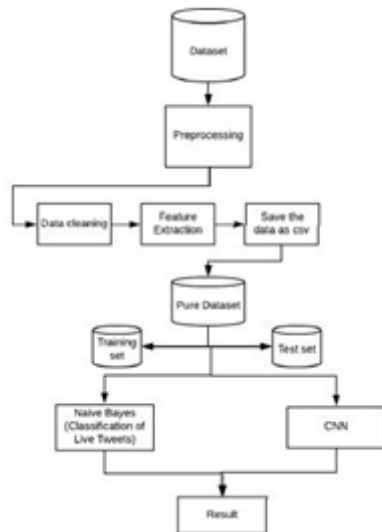 Dataset
Preprocessing
Data cleaning
Feature
Extraction
Save the
data as csv
Pure Dataset
Training
set
Test set
Naive Bayes
(Classification of
Live Tweets)
CNN
Result